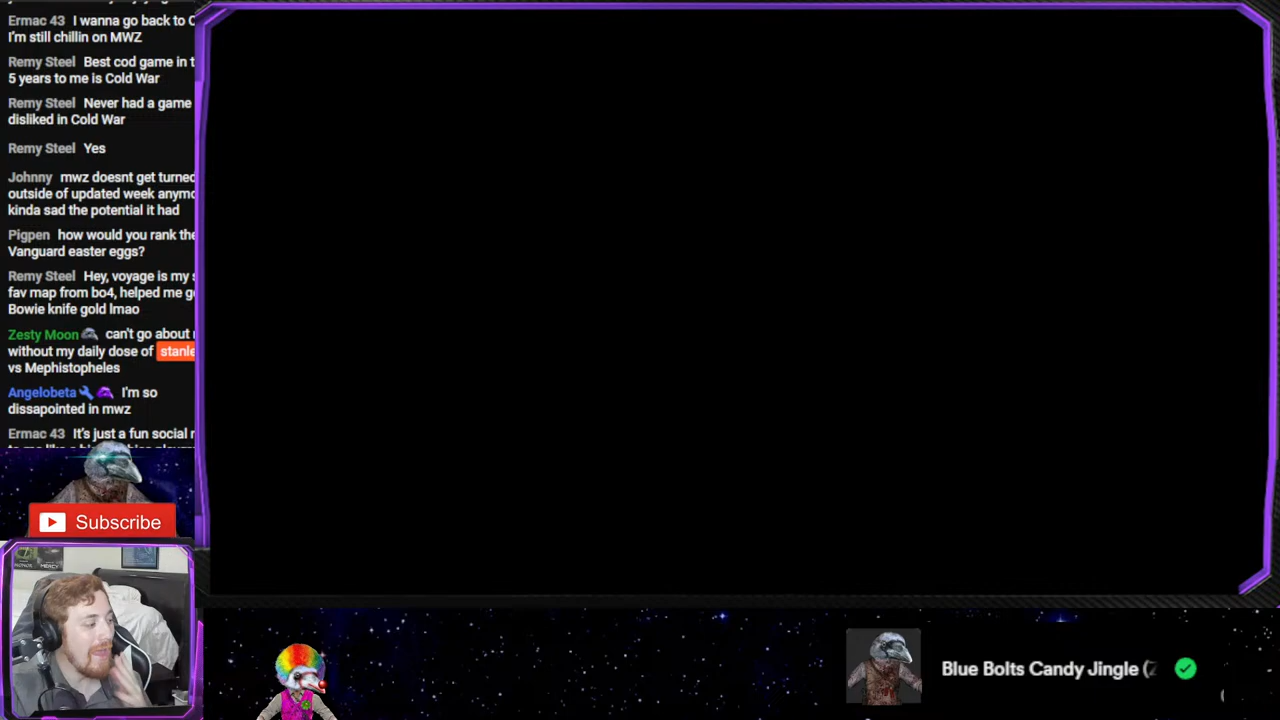 Ermac 43 I wanna go back to
I'm still chillin on MWZ
Remy Steel Best cod game in
5 years to me is Cold War
Remy Steel Never had a game
disliked in Cold War
Remy Steel Yes
Johnny mwz doesnt get turned
outside of updated week anymo
kinda sad the potential it had
Pigpen how would you rank the
Vanguard easter eggs?
Remy Steel Hey, voyage is my
fav map from bo4, helped me
Bowie knife gold lmao
Zesty Moon can't go about
without my daily dose of stanle
vs Mephistopheles
Angelobeta I'm so
dissapointed in mwz
Ermac 43 It's just a fun social
Subscribe
HONOR
MERCY
Blue Bolts Candy Jingle (